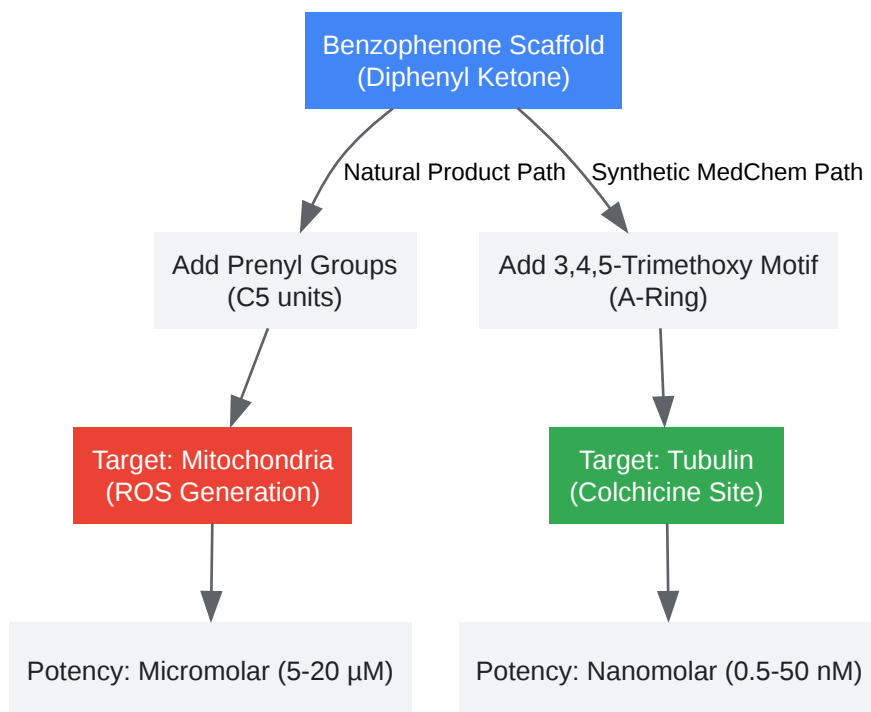 Benzophenone Scaffold
(Diphenyl Ketone)
Natural Product Path
Synthetic MedChem Path
Add Prenyl Groups
(C5 units)
Add 3,4,5-Trimethoxy Motif
(A-Ring)
Target: Mitochondria
(ROS Generation)
Target: Tubulin
(Colchicine Site)
Potency: Micromolar (5-20 µM)
Potency: Nanomolar (0.5-50 nM)